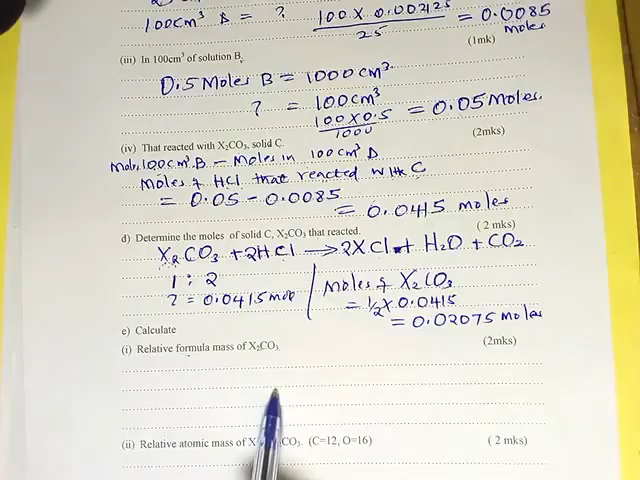 100cm³ D = ? 100 X 0.002125 / 25 = 0.0085 moles
(1mk)
(iii) In 100cm³ of solution B.
0.5 Moles B = 1000cm³
? = 100cm³
100 X 0.5 / 1000 = 0.05 Moles.
(iv) That reacted with X₂CO₃, solid C. (2mks)
100cm³ B – Moles in 100cm³ D
Moles of HCl that reacted with C
= 0.05 - 0.0085
= 0.0415 moles
d) Determine the moles of solid C, X₂CO₃ that reacted. (2 mks)
X₂CO₃ + 2HCl → 2XCl + H₂O + CO₂
1 : 2
? = 0.0415 mol
Moles of X₂CO₃
= ½ X 0.0415
= 0.02075 moles
e) Calculate
(i) Relative formula mass of X₂CO₃. (2mks)
(ii) Relative atomic mass of X CO₃. (C=12, O=16) (2 mks)